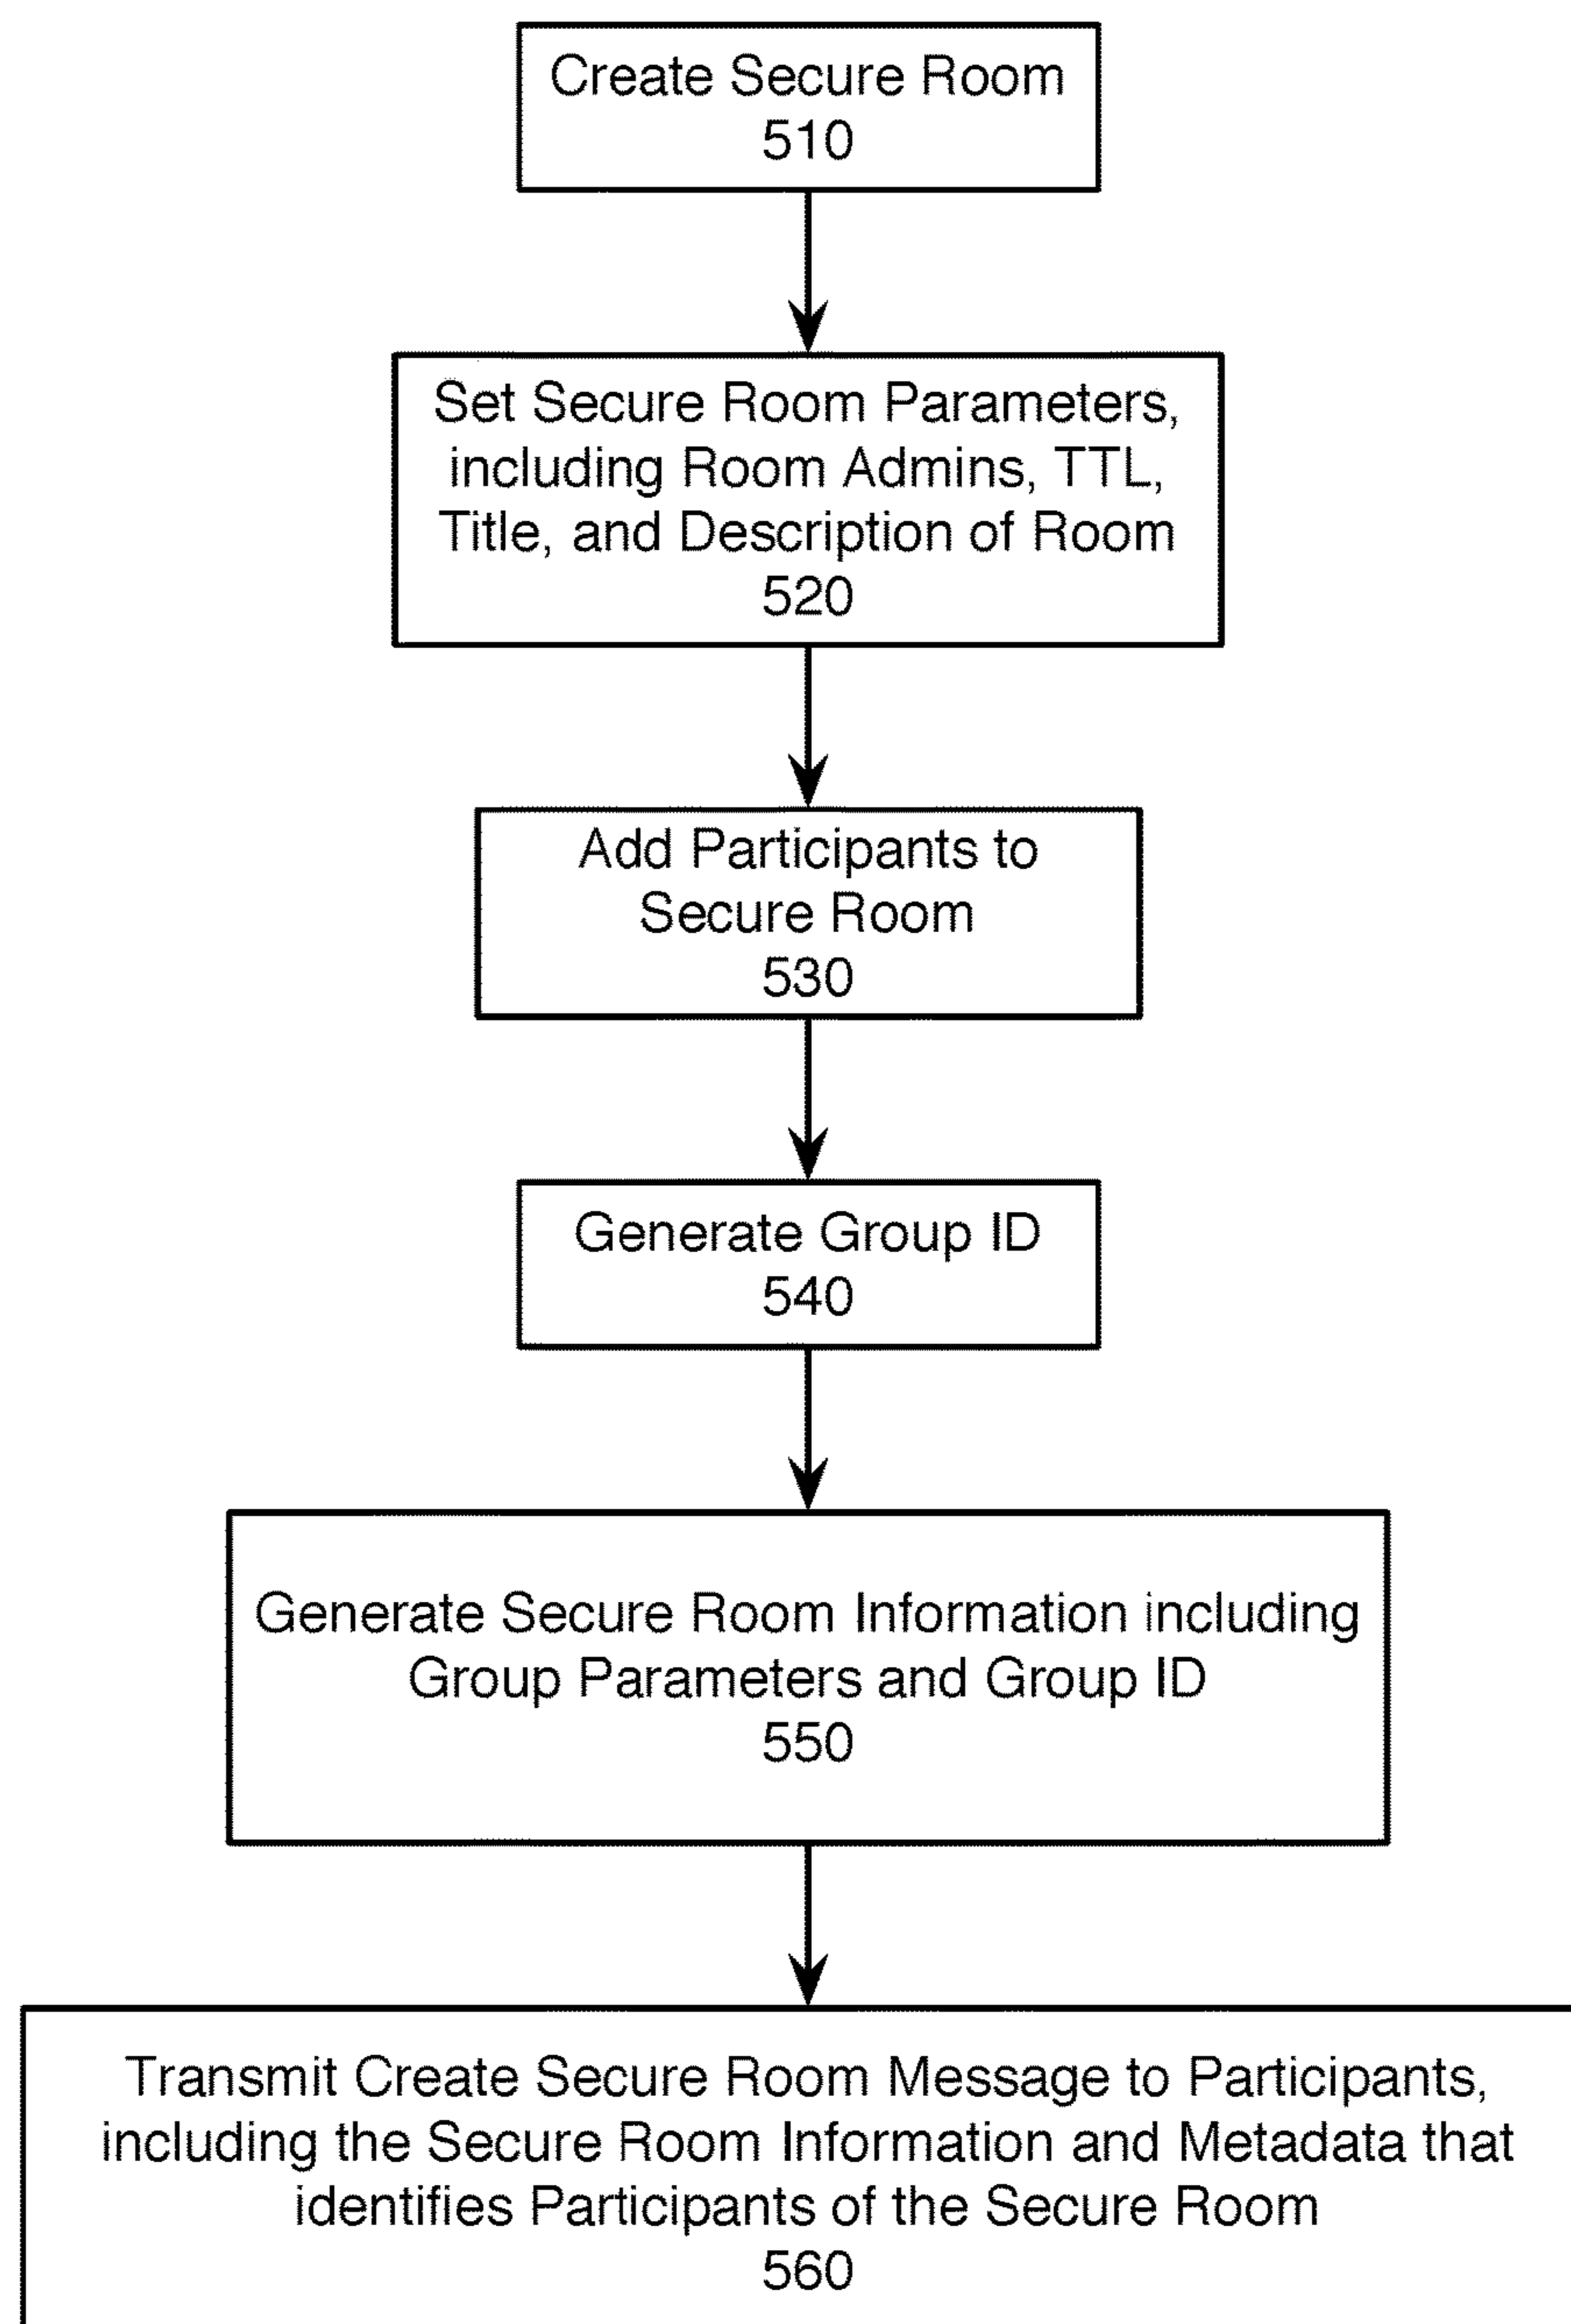 Create Secure Room
510
Set Secure Room Parameters,
including Room Admins, TTL,
Title, and Description of Room
520
Add Participants to
Secure Room
530
Generate Group ID
540
Generate Secure Room Information including
Group Parameters and Group ID
550
Transmit Create Secure Room Message to Participants,
including the Secure Room Information and Metadata that
identifies Participants of the Secure Room
560